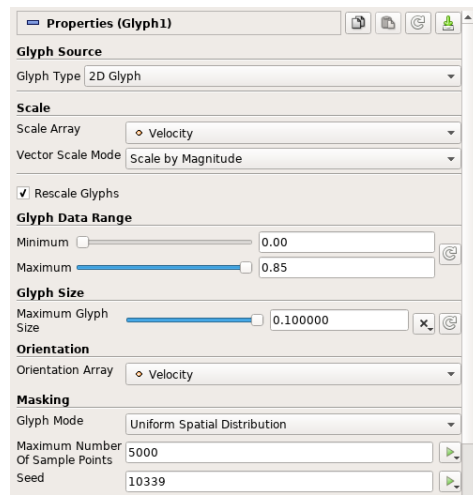 Properties (Glyph1)
Glyph Source
Glyph Type 2D Glyph
Scale
Scale Array Velocity
Vector Scale Mode Scale by Magnitude
Rescale Glyphs
Glyph Data Range
Minimum 0.00
Maximum 0.85
Glyph Size
Maximum Glyph
Size 0.100000
Orientation
Orientation Array Velocity
Masking
Glyph Mode Uniform Spatial Distribution
Maximum Number
Of Sample Points 5000
Seed 10339